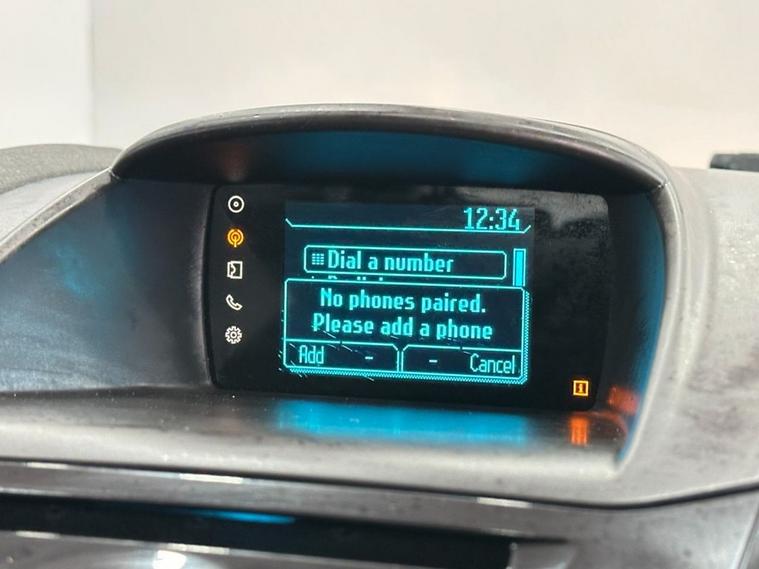 12:34
Dial a number
No phones paired.
Please add a phone
Add - - Cancel